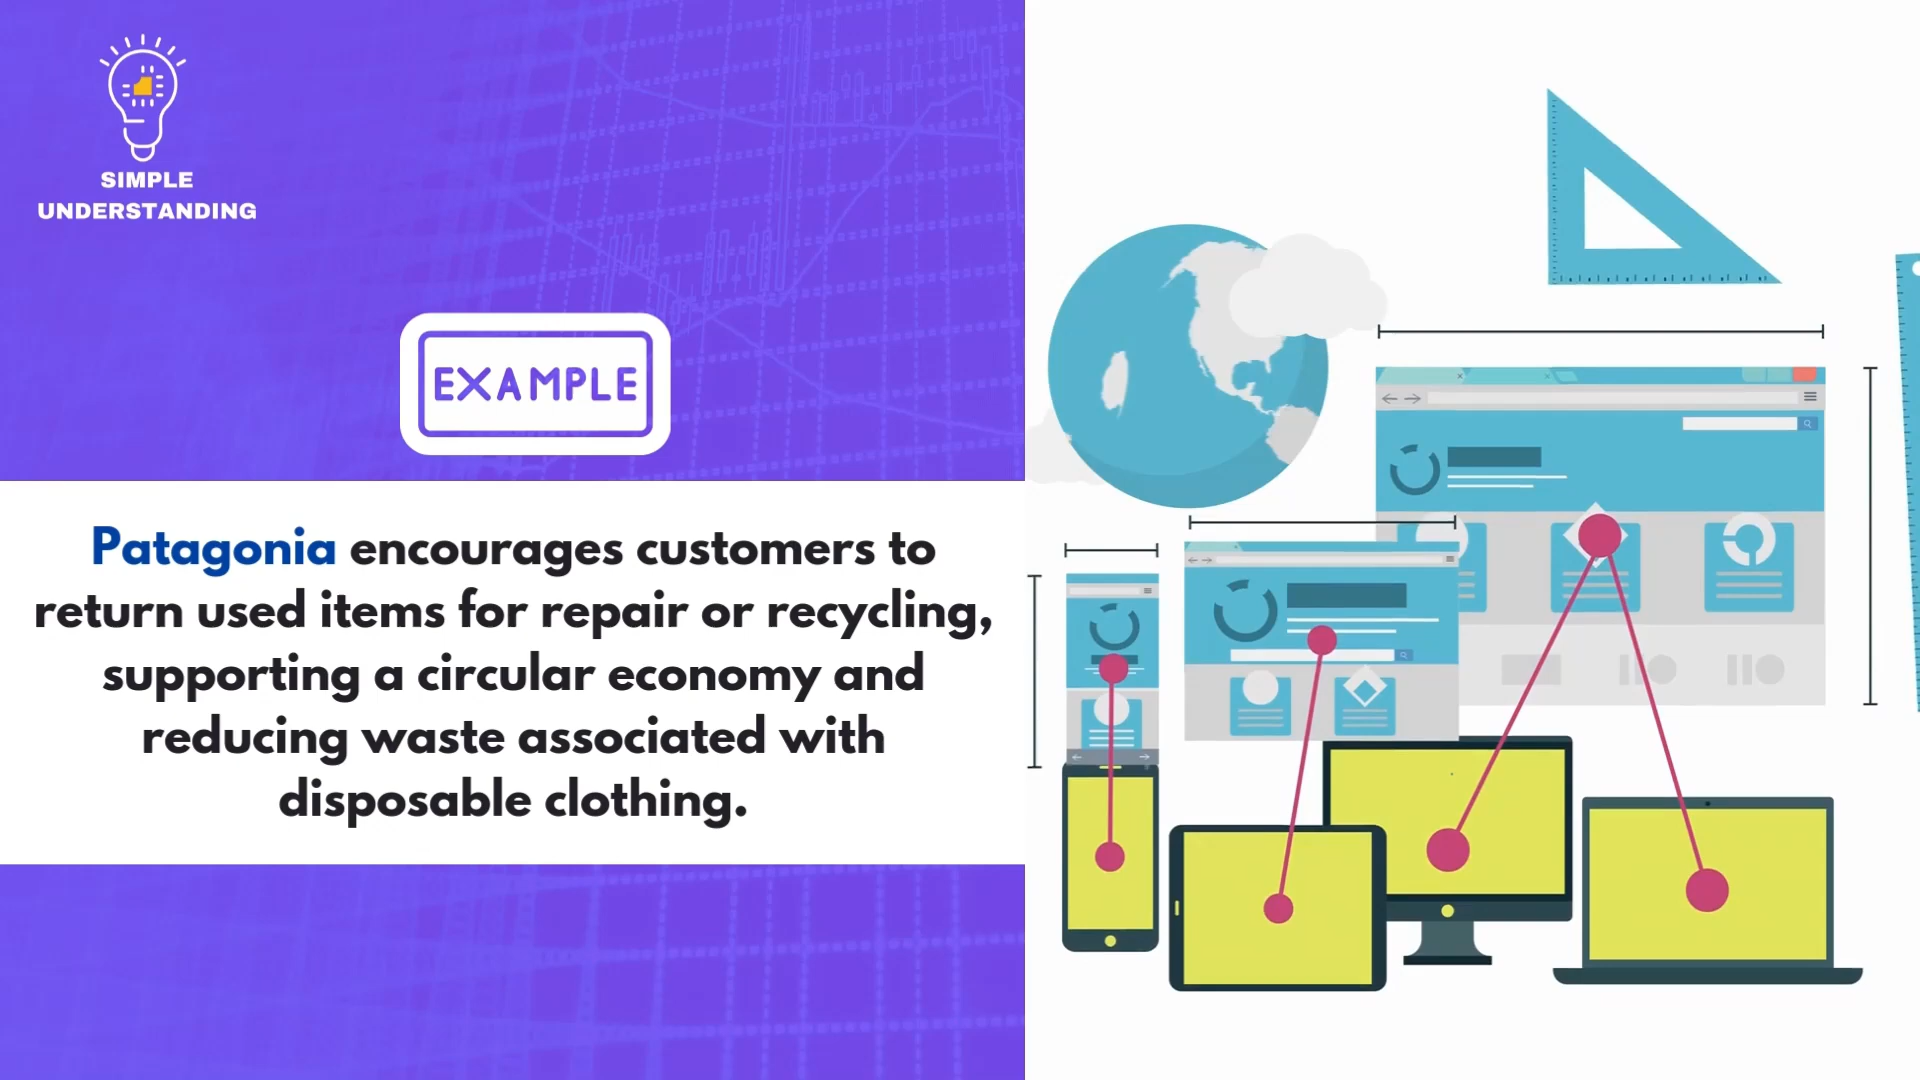 SIMPLE
UNDERSTANDING
EXAMPLE
Patagonia encourages customers to
return used items for repair or recycling,
supporting a circular economy and
reducing waste associated with
disposable clothing.